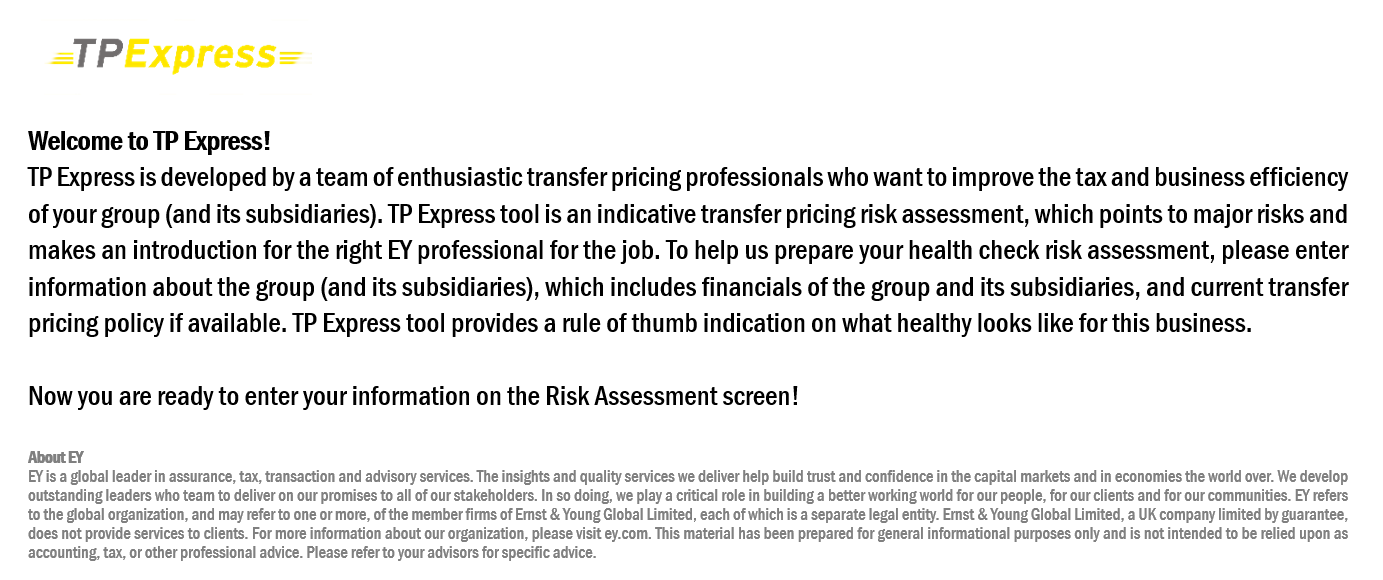 TPExpress
Welcome to TP Express!
TP Express is developed by a team of enthusiastic transfer pricing professionals who want to improve the tax and business efficiency
of your group (and its subsidiaries). TP Express tool is an indicative transfer pricing risk assessment, which points to major risks and
makes an introduction for the right EY professional for the job. To help us prepare your health check risk assessment, please enter
information about the group (and its subsidiaries), which includes financials of the group and its subsidiaries, and current transfer
pricing policy if available. TP Express tool provides a rule of thumb indication on what healthy looks like for this business.
Now you are ready to enter your information on the Risk Assessment screen!
About EY
EY is a global leader in assurance, tax, transaction and advisory services. The insights and quality services we deliver help build trust and confidence in the capital markets and in economies the world over. We develop
outstanding leaders who team to deliver on our promises to all of our stakeholders. In so doing, we play a critical role in building a better working world for our people, for our clients and for our communities. EY refers
to the global organization, and may refer to one or more, of the member firms of Ernst & Young Global Limited, each of which is a separate legal entity. Ernst & Young Global Limited, a UK company limited by guarantee,
does not provide services to clients. For more information about our organization, please visit ey.com. This material has been prepared for general informational purposes only and is not intended to be relied upon as
accounting, tax, or other professional advice. Please refer to your advisors for specific advice.